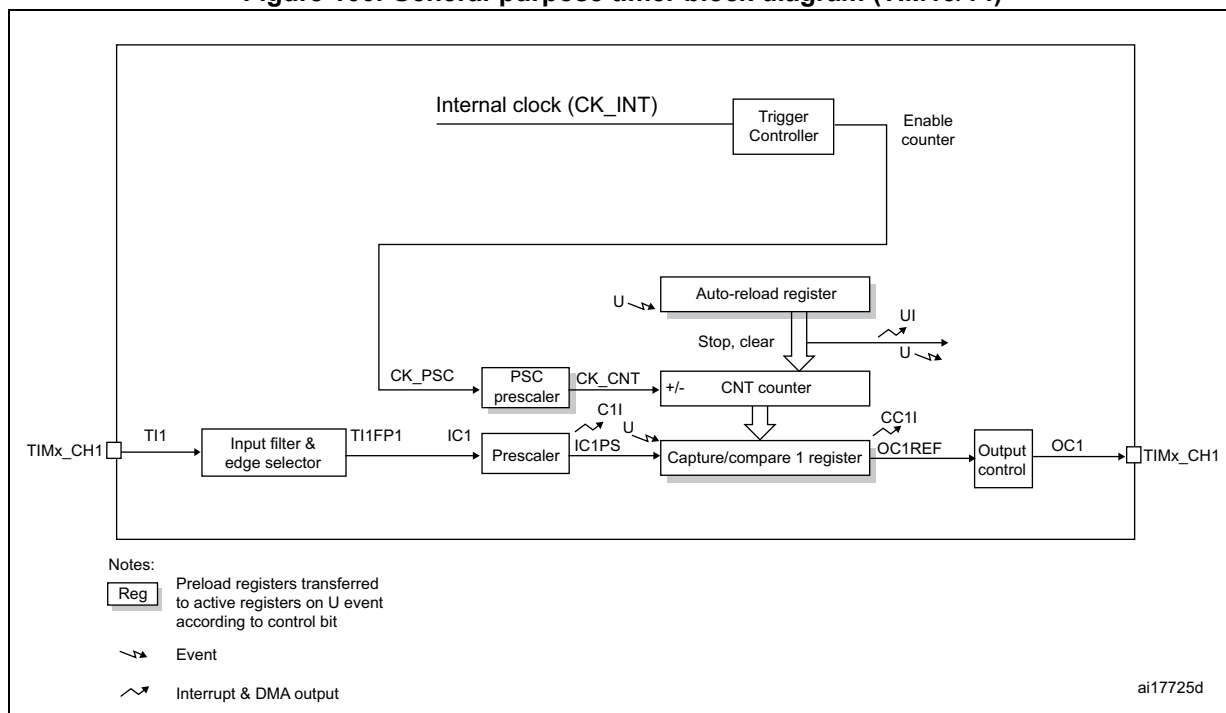 Internal clock (CK_INT)
Trigger
Controller
Enable
counter
U
Auto-reload register
UI
Stop, clear
U
CK_PSC
PSC
prescaler
CK_CNT
+/-
CNT counter
TIMx_CH1
TI1
Input filter &
edge selector
TI1FP1
IC1
Prescaler
C1I
IC1PS
U
Capture/compare 1 register
CC1I
OC1REF
Output
control
OC1
TIMx_CH1
Notes:
Reg
Preload registers transferred
to active registers on U event
according to control bit
Event
Interrupt & DMA output
ai17725d